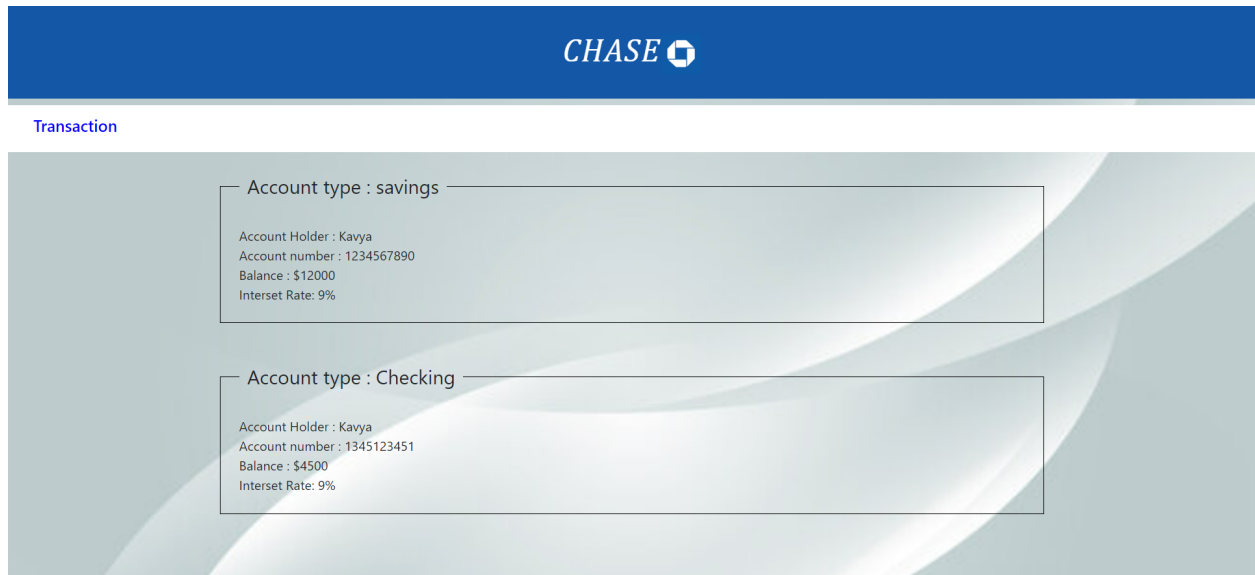 CHASE
Transaction
Account type : savings
Account Holder : Kavya
Account number : 1234567890
Balance : $12000
Interset Rate: 9%
Account type : Checking
Account Holder : Kavya
Account number : 1345123451
Balance : $4500
Interset Rate: 9%